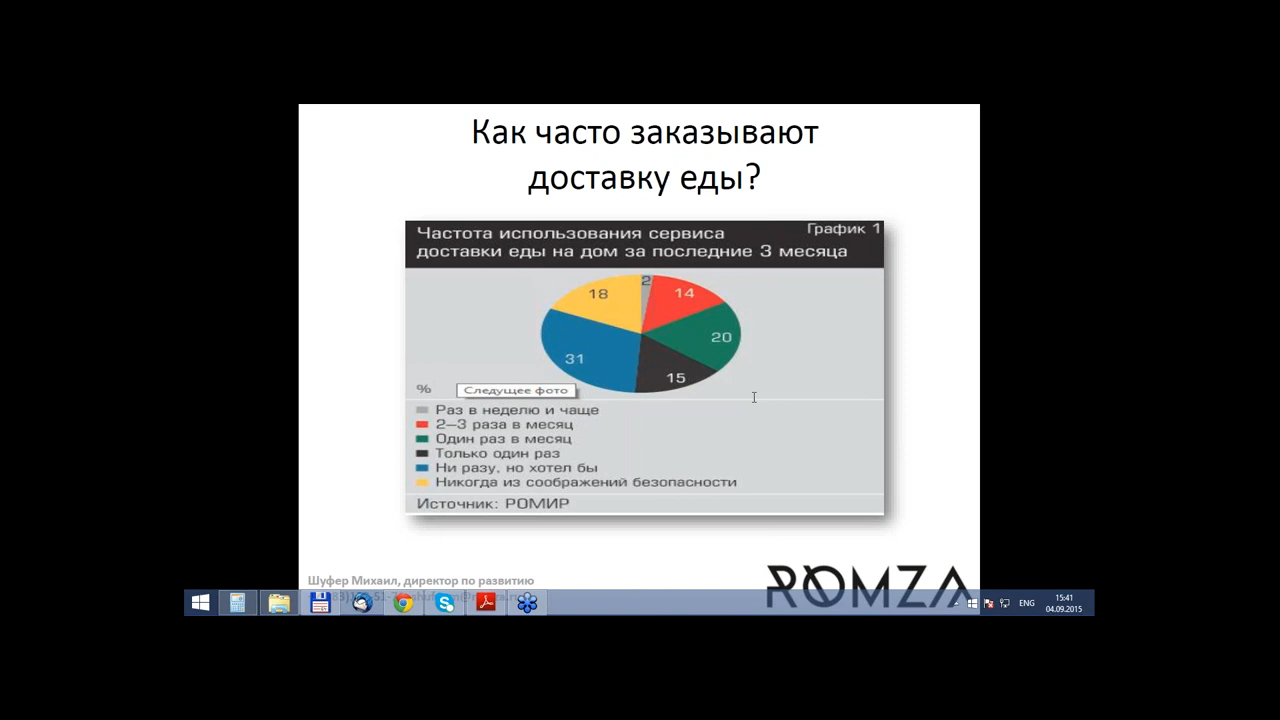 Как часто заказывают
доставку еды?
Частота использования сервиса
График 1
доставки еды на дом за последние 3 месяца
2
18
14
20
31
15
%
Следущее фото
Раз в неделю и чаще
2–3 раза в месяц
Один раз в месяц
Только один раз
Ни разу, но хотел бы
Никогда из соображений безопасности
Источник: РОМИР
Шуфер Михаил, директор по развитию
ROMZA
ENG
15:41
04.09.2015